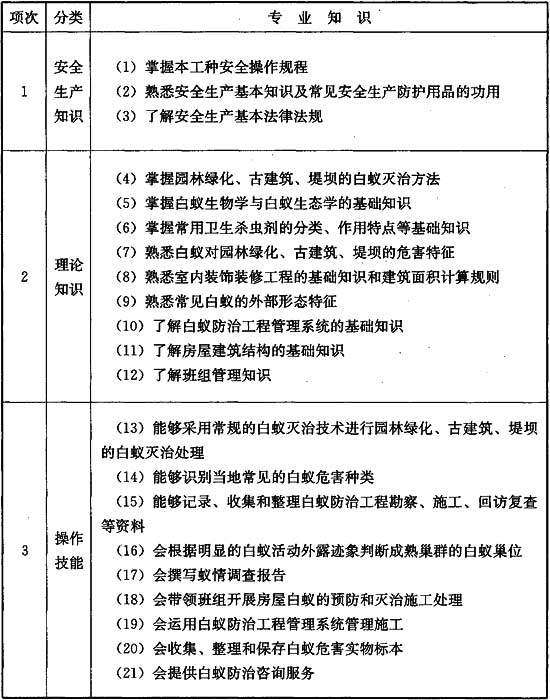 项次 分类 专业知识
(1) 掌握本工种安全操作规程
安全
1 生产 (2) 熟悉安全生产基本知识及常见安全生产防护用品的功用
知识
(3) 了解安全生产基本法律法规
(4) 掌握园林绿化、古建筑、堤坝的白蚁灭治方法
(5) 掌握白蚁生物学与白蚁生态学的基础知识
(6) 掌握常用卫生杀虫剂的分类、作用特点等基础知识
(7) 熟悉白蚁对园林绿化、古建筑、堤坝的危害特征
2 理论 (8) 熟悉室内装饰装修工程的基础知识和建筑面积计算规则
知识
(9) 熟悉常见白蚁的外部形态特征
(10) 了解白蚁防治工程管理系统的基础知识
(11) 了解房屋建筑结构的基础知识
(12) 了解班组管理知识
(13) 能够采用常规的白蚁灭治技术进行园林绿化、古建筑、堤坝
的白蚁灭治处理
(14) 能够识别当地常见的白蚁危害种类
(15) 能够记录、收集和整理白蚁防治工程勘察、施工、回访复查
等资料
3 操作 (16) 会根据明显的白蚁活动外露迹象判断成熟巢群的白蚁巢位
技能
(17) 会撰写蚁情调查报告
(18) 会带领班组开展房屋白蚁的预防和灭治施工处理
(19) 会运用白蚁防治工程管理系统管理施工
(20) 会收集、整理和保存白蚁危害实物标本
(21) 会提供白蚁防治咨询服务